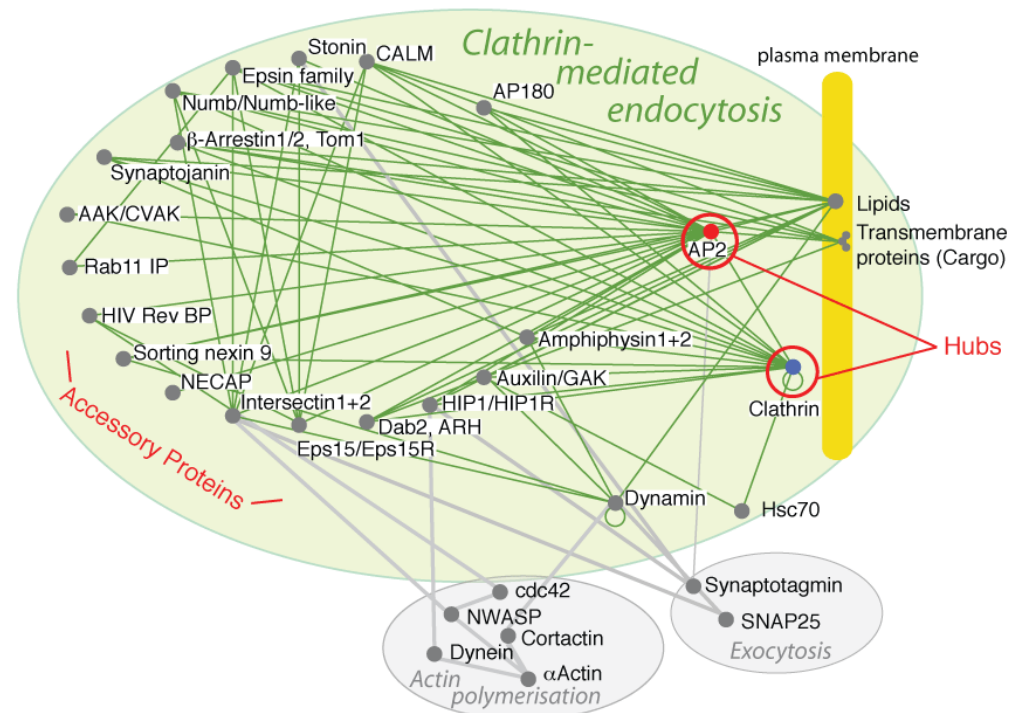 Clathrin-
mediated
endocytosis
plasma membrane
Stonin
CALM
Epsin family
AP180
Numb/Numb-like
β-Arrestin1/2, Tom1
Synaptojanin
AAK/CVAK
Lipids
Transmembrane
proteins (Cargo)
AP2
Rab11 IP
HIV Rev BP
Amphiphysin1+2
Hubs
Sorting nexin 9
Auxilin/GAK
NECAP
Intersectin1+2
HIP1/HIP1R
Clathrin
Dab2, ARH
Eps15/Eps15R
Accessory Proteins
Dynamin
Hsc70
Synaptotagmin
cdc42
NWASP
SNAP25
Cortactin
Exocytosis
Dynein
αActin
Actin
polymerisation